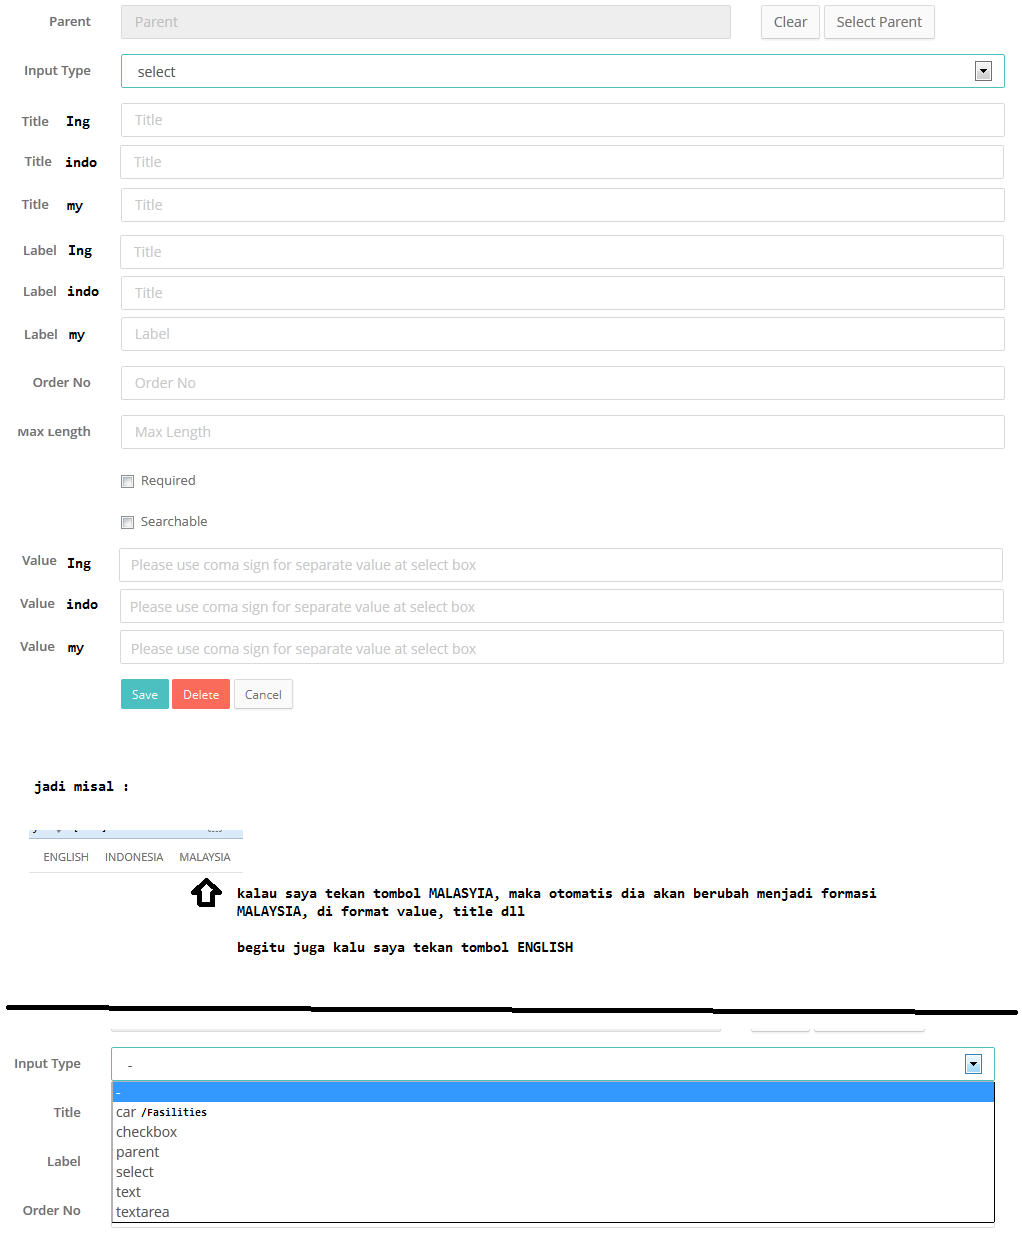 Parent Parent Clear Select Parent
Input Type select
Title Ing Title
Title indo Title
Title my Title
Label Ing Title
Label indo Title
Label my Label
Order No Order No
Max Length Max Length
Required
Searchable
Value Ing Please use coma sign for separate value at select box
Value indo Please use coma sign for separate value at select box
Value my Please use coma sign for separate value at select box
Save Delete Cancel
jadi misal :
ENGLISH INDONESIA MALAYSIA
kalau saya tekan tombol MALASYIA, maka otomatis dia akan berubah menjadi formasi
MALAYSIA, di format value, title dll
begitu juga kalu saya tekan tombol ENGLISH
Input Type -
-
Title car /Fasilities
checkbox
Label parent
select
text
Order No textarea